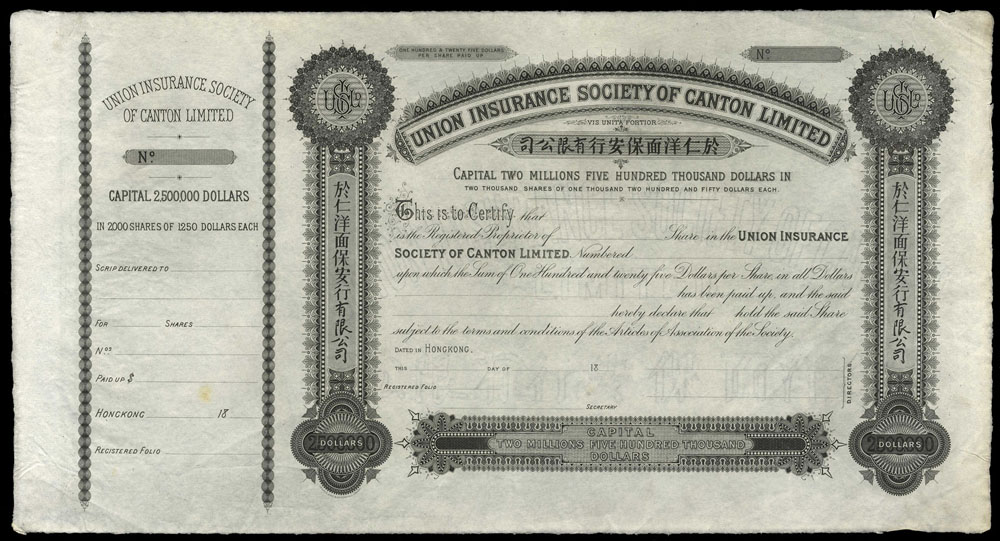 UNION INSURANCE SOCIETY
OF CANTON LIMITED
No.
CAPITAL 2,500,000 DOLLARS
IN 2000 SHARES OF 1250 DOLLARS EACH
SCRIP DELIVERED TO
FOR SHARES
Nos
PAID UP $
HONGKONG 18
REGISTERED FOLIO
ONE HUNDRED & TWENTY FIVE DOLLARS
PER SHARE PAID UP
No.
UNION INSURANCE SOCIETY OF CANTON LIMITED
VIS UNITA FORTIOR
司公限有行安保面洋仁於
CAPITAL TWO MILLIONS FIVE HUNDRED THOUSAND DOLLARS IN
TWO THOUSAND SHARES OF ONE THOUSAND TWO HUNDRED AND FIFTY DOLLARS EACH.
This is to Certify that
is the Registered Proprietor of Share, in the UNION INSURANCE
SOCIETY OF CANTON LIMITED. Numbered
upon which the Sum of One Hundred and twenty five Dollars per Share, in all Dollars
has been paid up, and the said
hereby declare that hold the said Share
subject to the terms and conditions of the Articles of Association of the Society.
DATED IN HONGKONG.
THIS DAY OF 18
REGISTERED FOLIO
SECRETARY
DIRECTORS.
於仁洋面保安行有限公司
於仁洋面保安行有限公司
DOLLARS
CAPITAL
TWO MILLIONS FIVE HUNDRED THOUSAND
DOLLARS
DOLLARS